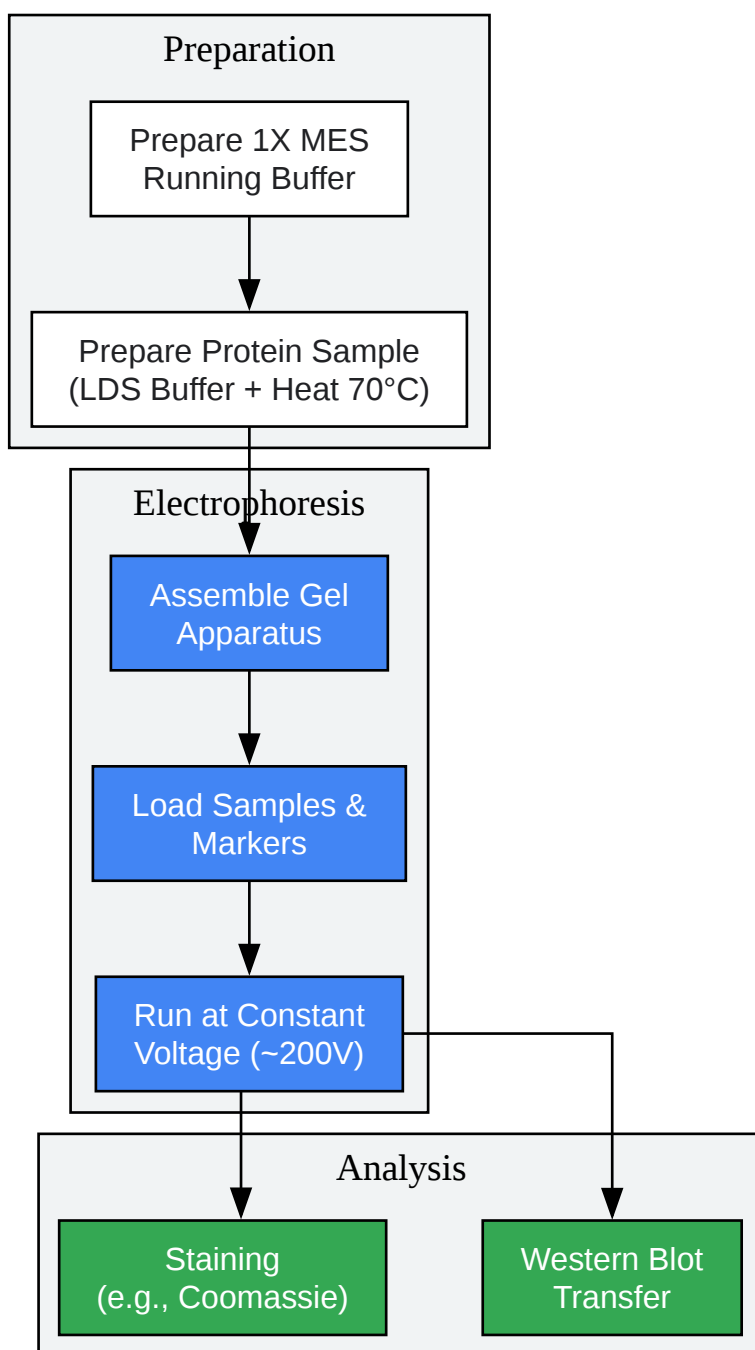 Preparation
Prepare 1X MES
Running Buffer
Prepare Protein Sample
(LDS Buffer + Heat 70°C)
Electrophoresis
Assemble Gel
Apparatus
Load Samples &
Markers
Run at Constant
Voltage (~200V)
Analysis
Staining
(e.g., Coomassie)
Western Blot
Transfer